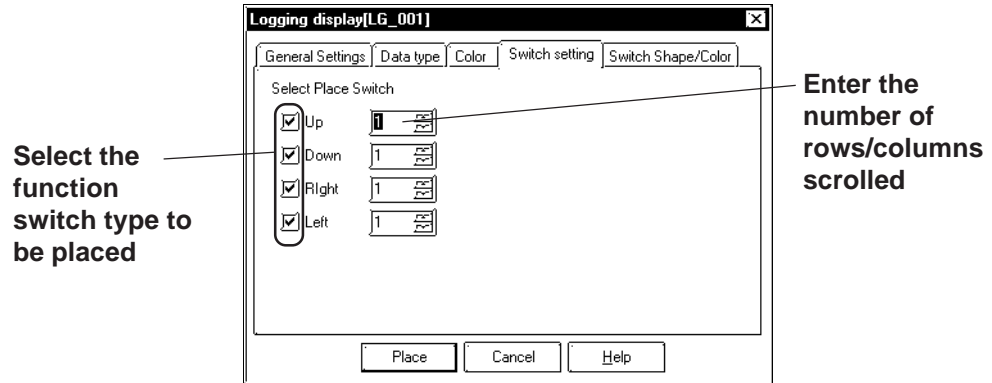 Logging display[LG_001]
General Settings Data type Color Switch setting Switch Shape/Color
Select Place Switch
Up 1
Down 1
RIght 1
Left 1
Place Cancel Help
Select the
function
switch type to
be placed
Enter the
number of
rows/columns
scrolled